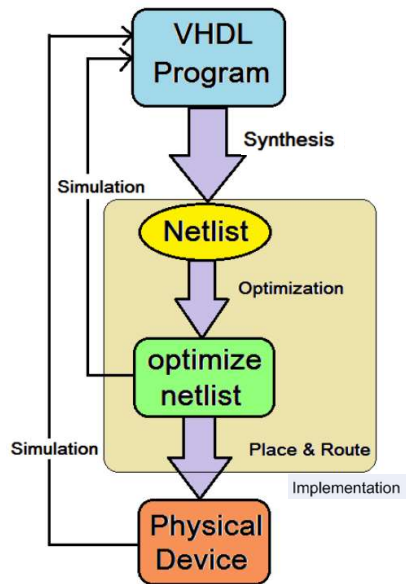 VHDL
Program
Synthesis
Simulation
Netlist
Optimization
optimize
netlist
Simulation
Place & Route
Implementation
Physical
Device